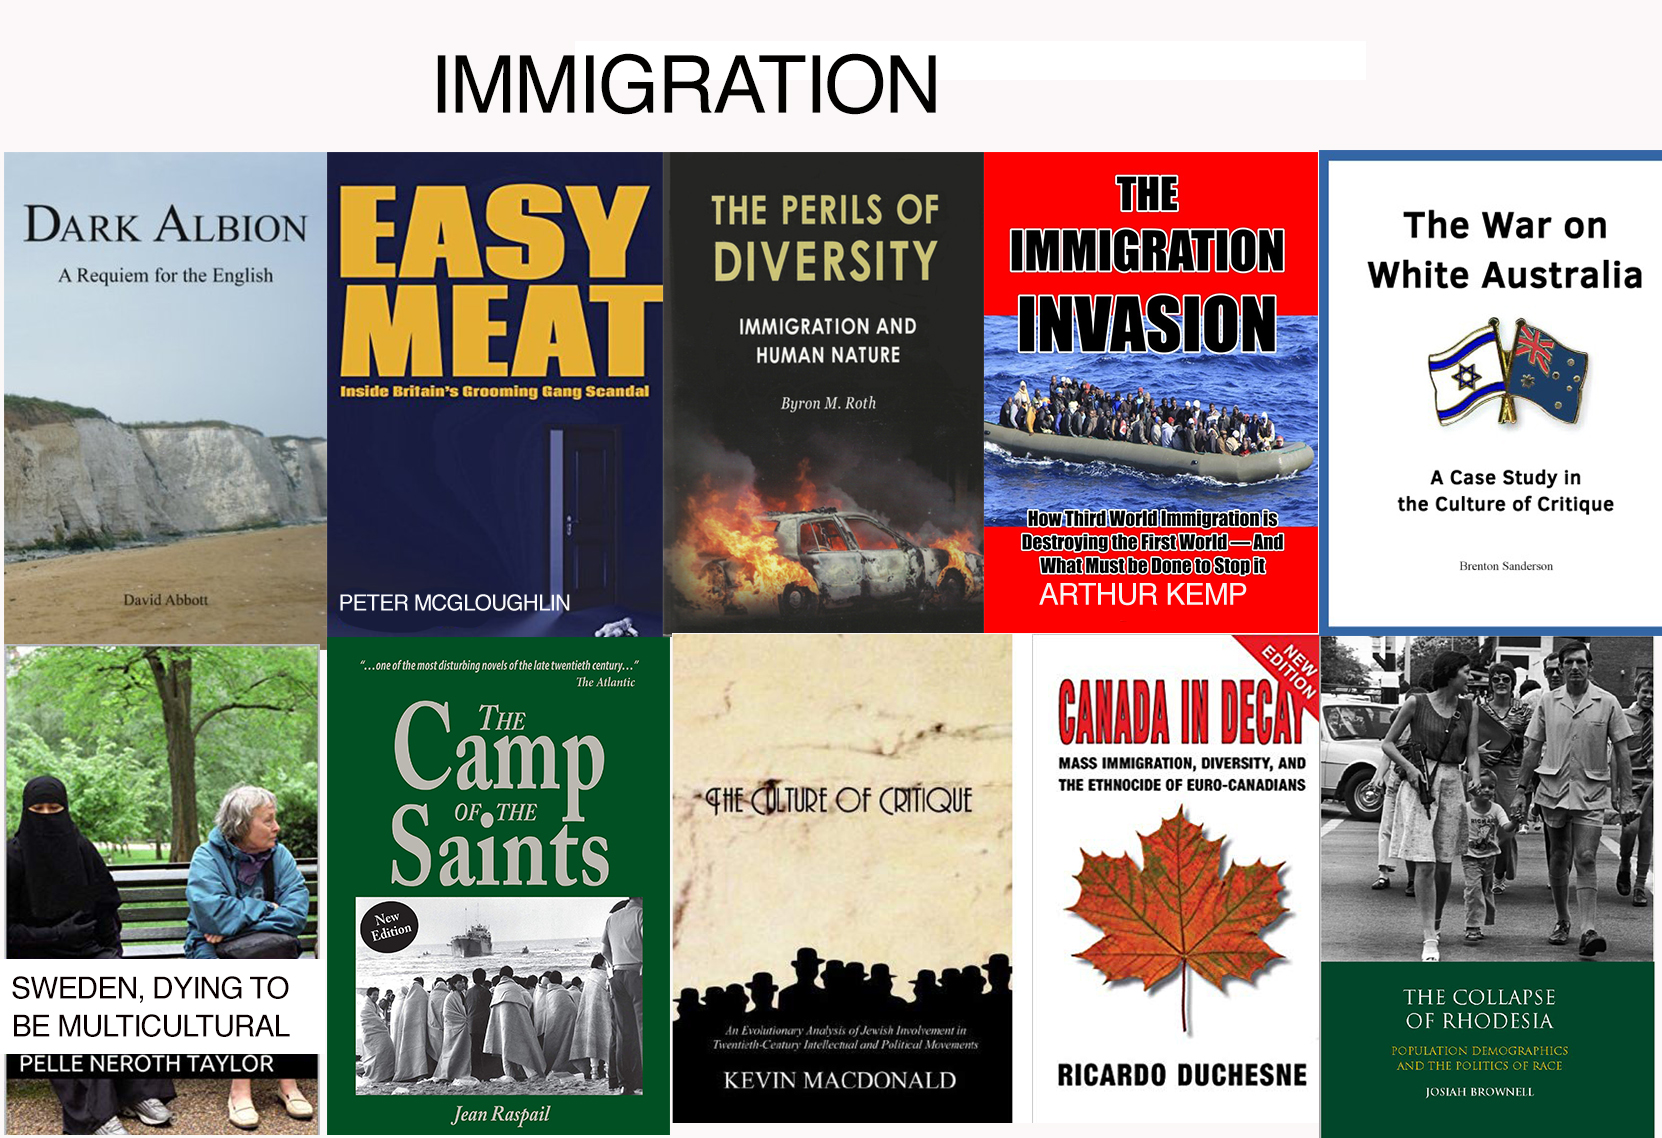 IMMIGRATION
DARK ALBION
A Requiem for the English
David Abbott
EASY
MEAT
Inside Britain's Grooming Gang Scandal
PETER MCGLOUGHLIN
THE PERILS OF
DIVERSITY
IMMIGRATION AND
HUMAN NATURE
Byron M. Roth
THE
IMMIGRATION
INVASION
How Third World Immigration is
Destroying the First World — And
What Must be Done to Stop it
ARTHUR KEMP
The War on
White Australia
A Case Study in
the Culture of Critique
Brenton Sanderson
SWEDEN, DYING TO
BE MULTICULTURAL
PELLE NEROTH TAYLOR
"...one of the most disturbing novels of the late twentieth century..."
The Atlantic
THE
Camp
OF THE
Saints
New
Edition
Jean Raspail
THE CULTURE OF CRITIQUE
An Evolutionary Analysis of Jewish Involvement in
Twentieth-Century Intellectual and Political Movements
KEVIN MACDONALD
NEW
EDITION
CANADA IN DECAY
MASS IMMIGRATION, DIVERSITY, AND
THE ETHNOCIDE OF EURO-CANADIANS
RICARDO DUCHESNE
THE COLLAPSE
OF RHODESIA
POPULATION DEMOGRAPHICS
AND THE POLITICS OF RACE
JOSIAH BROWNELL